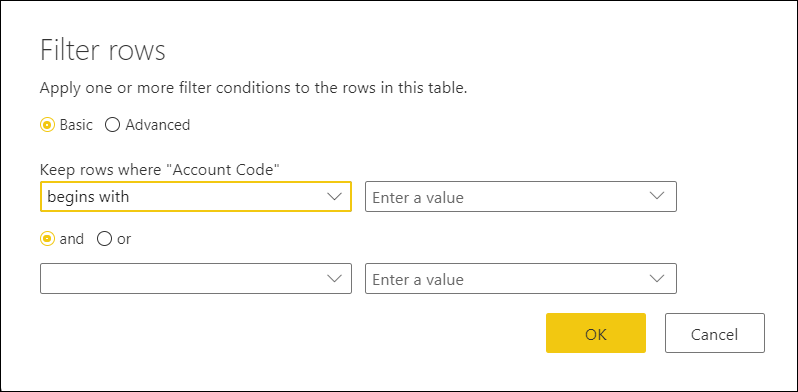 Filter rows
Apply one or more filter conditions to the rows in this table.
Basic Advanced
Keep rows where "Account Code"
begins with Enter a value
and or
Enter a value
OK Cancel